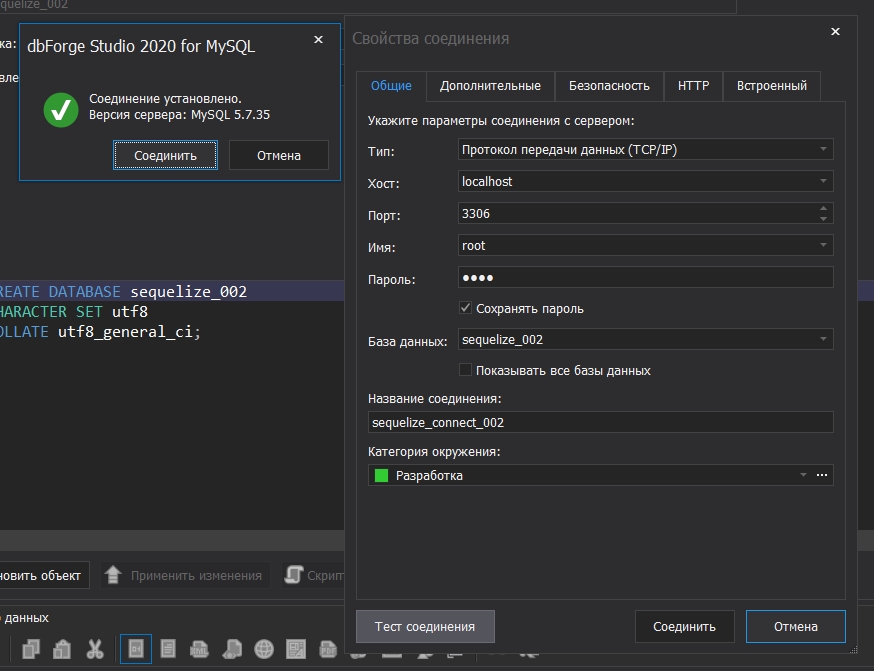 quelize_002
ка:
вле
dbForge Studio 2020 for MySQL
Соединение установлено.
Версия сервера: MySQL 5.7.35
Соединить
Отмена
REATE DATABASE sequelize_002
HARACTER SET utf8
OLLATE utf8_general_ci;
новить объект
Применить изменения
Скрипт
данных
Свойства соединения
Общие
Дополнительные
Безопасность
HTTP
Встроенный
Укажите параметры соединения с сервером:
Тип:
Протокол передачи данных (TCP/IP)
Хост:
localhost
Порт:
3306
Имя:
root
Пароль:
●●●●
Сохранять пароль
База данных:
sequelize_002
Показывать все базы данных
Название соединения:
sequelize_connect_002
Категория окружения:
Разработка
Тест соединения
Соединить
Отмена